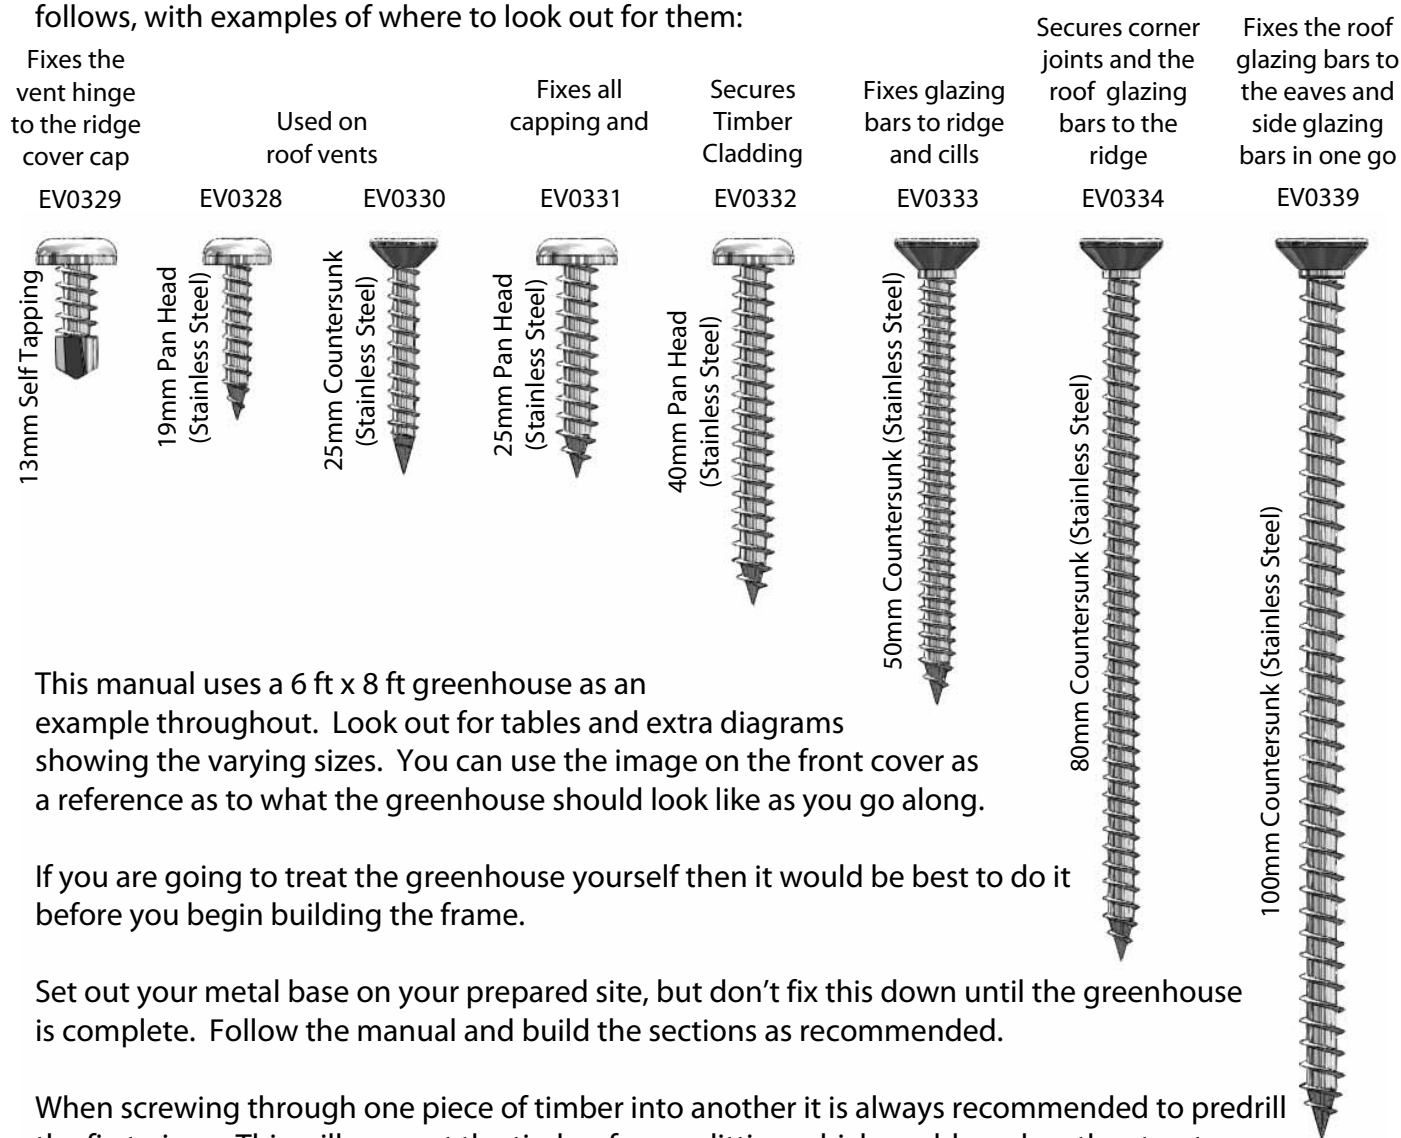 follows, with examples of where to look out for them:
Fixes the
vent hinge
to the ridge
cover cap
EV0329
13mm Self Tapping
Used on
roof vents
EV0328
19mm Pan Head
(Stainless Steel)
EV0330
25mm Countersunk
(Stainless Steel)
Fixes all
capping and
EV0331
25mm Pan Head
(Stainless Steel)
Secures
Timber
Cladding
EV0332
40mm Pan Head
(Stainless Steel)
Fixes glazing
bars to ridge
and cills
EV0333
50mm Countersunk (Stainless Steel)
Secures corner
joints and the
roof glazing
bars to the
ridge
EV0334
80mm Countersunk (Stainless Steel)
Fixes the roof
glazing bars to
the eaves and
side glazing
bars in one go
EV0339
100mm Countersunk (Stainless Steel)
This manual uses a 6 ft x 8 ft greenhouse as an
example throughout. Look out for tables and extra diagrams
showing the varying sizes. You can use the image on the front cover as
a reference as to what the greenhouse should look like as you go along.
If you are going to treat the greenhouse yourself then it would be best to do it
before you begin building the frame.
Set out your metal base on your prepared site, but don't fix this down until the greenhouse
is complete. Follow the manual and build the sections as recommended.
When screwing through one piece of timber into another it is always recommended to predrill